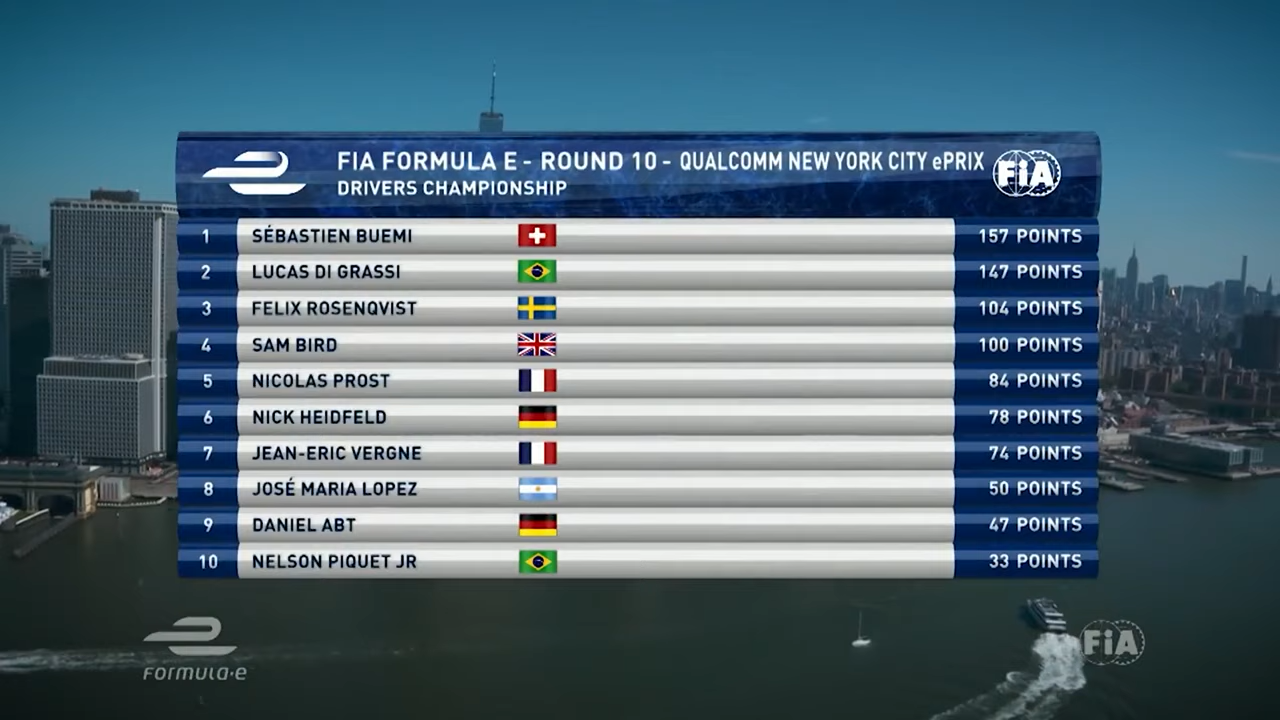 FIA FORMULA E - ROUND 10 - QUALCOMM NEW YORK CITY ePRIX
DRIVERS CHAMPIONSHIP
FiA
1 SÉBASTIEN BUEMI 157 POINTS
2 LUCAS DI GRASSI 147 POINTS
3 FELIX ROSENQVIST 104 POINTS
4 SAM BIRD 100 POINTS
5 NICOLAS PROST 84 POINTS
6 NICK HEIDFELD 78 POINTS
7 JEAN-ERIC VERGNE 74 POINTS
8 JOSÉ MARIA LOPEZ 50 POINTS
9 DANIEL ABT 47 POINTS
10 NELSON PIQUET JR 33 POINTS
Formula·e
FiA